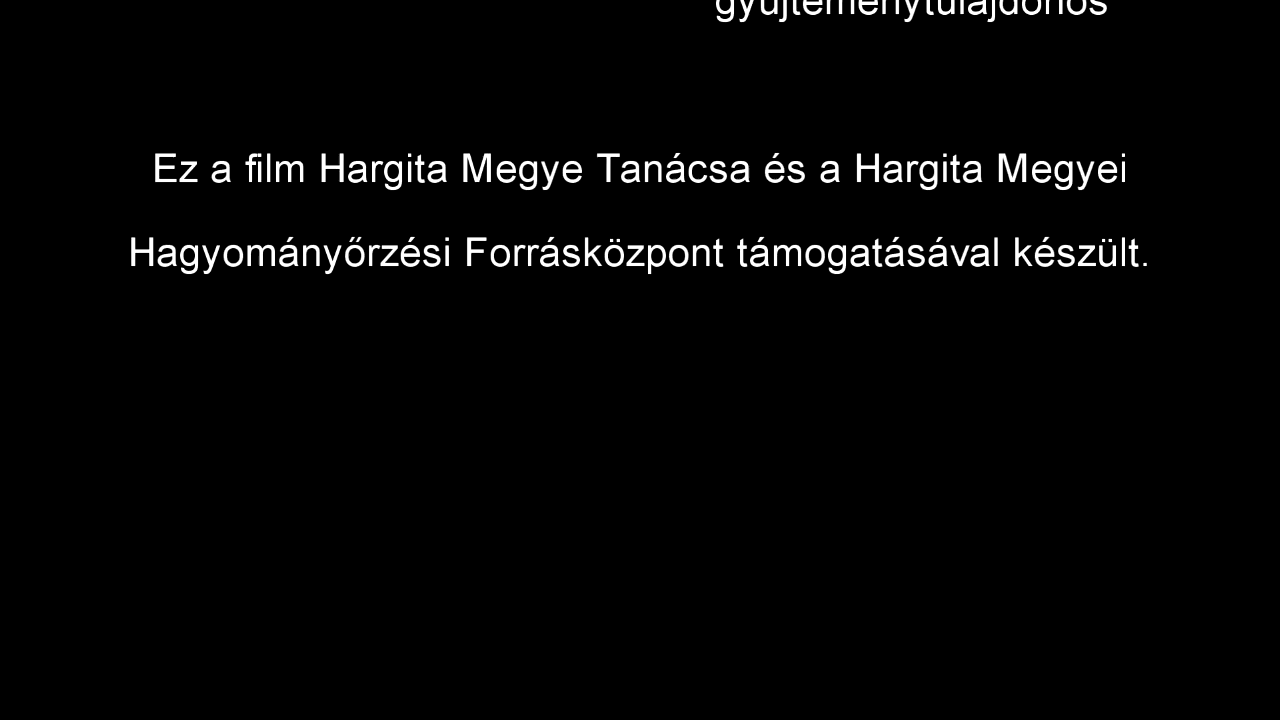 gyűjteménytulajdonos
Ez a film Hargita Megye Tanácsa és a Hargita Megyei
Hagyományőrzési Forrásközpont támogatásával készült.